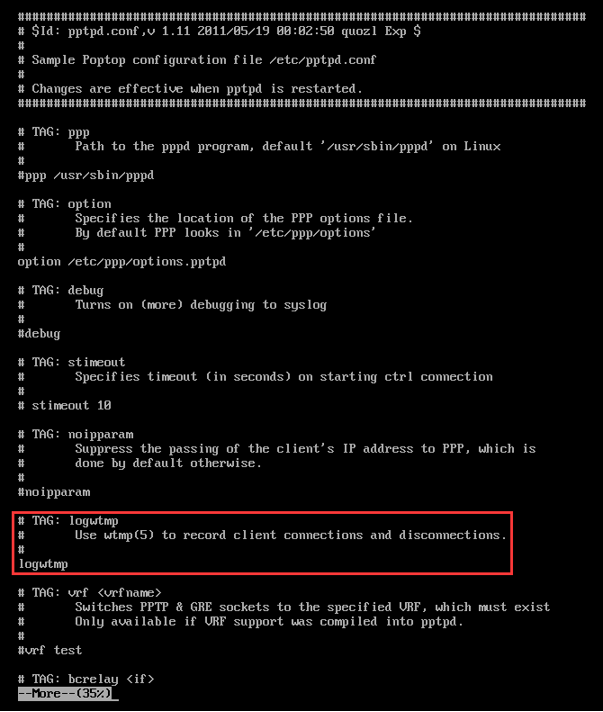 ###############################################################################
# $Id: pptpd.conf,v 1.11 2011/05/19 00:02:50 quozl Exp $
#
# Sample Poptop configuration file /etc/pptpd.conf
#
# Changes are effective when pptpd is restarted.
###############################################################################
# TAG: ppp
#       Path to the pppd program, default '/usr/sbin/pppd' on Linux
#
#ppp /usr/sbin/pppd
# TAG: option
#       Specifies the location of the PPP options file.
#       By default PPP looks in '/etc/ppp/options'
#
option /etc/ppp/options.pptpd
# TAG: debug
#       Turns on (more) debugging to syslog
#
#debug
# TAG: stimeout
#       Specifies timeout (in seconds) on starting ctrl connection
#
# stimeout 10
# TAG: noipparam
#       Suppress the passing of the client's IP address to PPP, which is
#       done by default otherwise.
#
#noipparam
# TAG: logwtmp
#       Use wtmp(5) to record client connections and disconnections.
#
logwtmp
# TAG: vrf <vrfname>
#       Switches PPTP & GRE sockets to the specified VRF, which must exist
#       Only available if VRF support was compiled into pptpd.
#
#vrf test
# TAG: bcrelay <if>
--More--(35%)